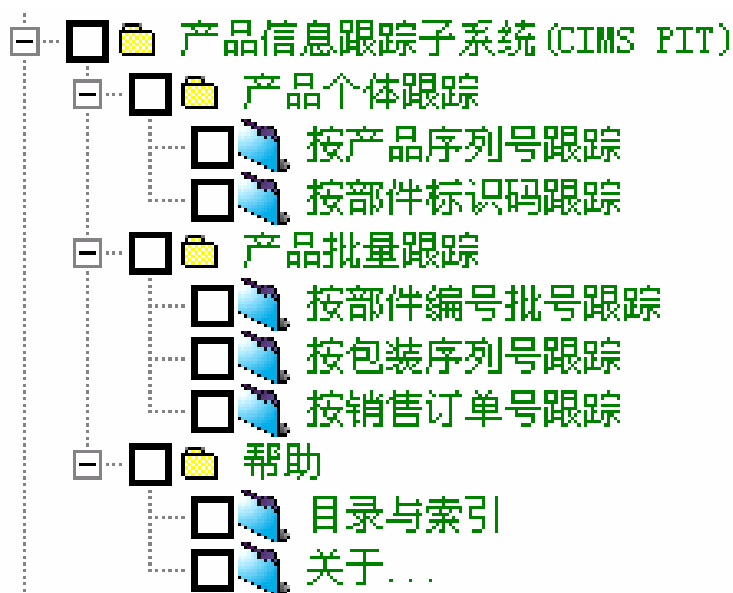 产品信息跟踪子系统(CIMS PIT)
产品个体跟踪
按产品序列号跟踪
按部件标识码跟踪
产品批量跟踪
按部件编号批号跟踪
按包装序列号跟踪
按销售订单号跟踪
帮助
目录与索引
关于...